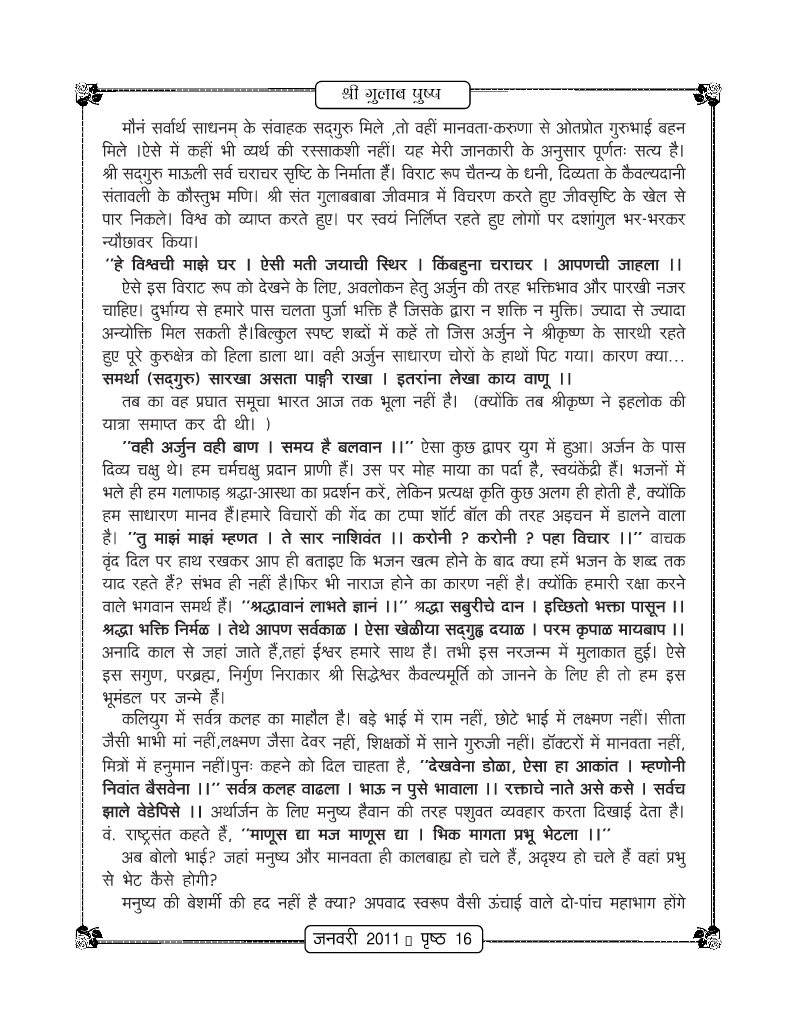 श्री गुलाब पुष्प
मौनं सर्वार्थ साधनम् के संवाहक सद्‌गुरु मिले ,तो वहीं मानवता-करुणा से ओतप्रोत गुरुभाई बहन
मिले ।ऐसे में कहीं भी व्यर्थ की रस्साकशी नहीं। यह मेरी जानकारी के अनुसार पूर्णतः सत्य है।
श्री सद्‌गुरु माऊली सर्व चराचर सृष्टि के निर्माता हैं। विराट रूप चैतन्य के धनी, दिव्यता के कैवल्यदानी
संतावली के कौस्तुभ मणि। श्री संत गुलाबबाबा जीवमात्र में विचरण करते हुए जीवसृष्टि के खेल से
पार निकले। विश्व को व्याप्त करते हुए। पर स्वयं निर्लिप्त रहते हुए लोगों पर दशांगुल भर-भरकर
न्यौछावर किया।
''हे विश्वची माझे घर । ऐसी मती जयाची स्थिर । किंबहुना चराचर । आपणची जाहला ।।
ऐसे इस विराट रूप को देखने के लिए, अवलोकन हेतु अर्जुन की तरह भक्तिभाव और पारखी नजर
चाहिए। दुर्भाग्य से हमारे पास चलता पुर्जा भक्ति है जिसके द्वारा न शक्ति न मुक्ति। ज्यादा से ज्यादा
अन्योक्ति मिल सकती है।बिल्कुल स्पष्ट शब्दों में कहें तो जिस अर्जुन ने श्रीकृष्ण के सारथी रहते
हुए पूरे कुरुक्षेत्र को हिला डाला था। वही अर्जुन साधारण चोरों के हाथों पिट गया। कारण क्या...
समर्था (सद्‌गुरु) सारखा असता पाङ्गी राखा । इतरांना लेखा काय वाणू ।।
तब का वह प्रघात समूचा भारत आज तक भूला नहीं है। (क्योंकि तब श्रीकृष्ण ने इहलोक की
यात्रा समाप्त कर दी थी। )
''वही अर्जुन वही बाण । समय है बलवान ।।'' ऐसा कुछ द्वापर युग में हुआ। अर्जन के पास
दिव्य चक्षु थे। हम चर्मचक्षु प्रदान प्राणी हैं। उस पर मोह माया का पर्दा है, स्वयंकेंद्री हैं। भजनों में
भले ही हम गलाफाड़ श्रद्धा-आस्था का प्रदर्शन करें, लेकिन प्रत्यक्ष कृति कुछ अलग ही होती है, क्योंकि
हम साधारण मानव हैं।हमारे विचारों की गेंद का टप्पा शॉर्ट बॉल की तरह अड़चन में डालने वाला
है। ''तु माझं माझं म्हणत । ते सार नाशिवंत ।। करोनी ? करोनी ? पहा विचार ।।'' वाचक
वृंद दिल पर हाथ रखकर आप ही बताइए कि भजन खत्म होने के बाद क्या हमें भजन के शब्द तक
याद रहते हैं? संभव ही नहीं है।फिर भी नाराज होने का कारण नहीं है। क्योंकि हमारी रक्षा करने
वाले भगवान समर्थ हैं। ''श्रद्धावानं लाभते ज्ञानं ।।'' श्रद्धा सबुरीचे दान । इच्छितो भक्ता पासून ।।
श्रद्धा भक्ति निर्मळ । तेथे आपण सर्वकाळ । ऐसा खेळीया सद्‌गुह्व दयाळ । परम कृपाळ मायबाप ।।
अनादि काल से जहां जाते हैं,तहां ईश्वर हमारे साथ है। तभी इस नरजन्म में मुलाकात हुई। ऐसे
इस सगुण, परब्रह्म, निर्गुण निराकार श्री सिद्धेश्वर कैवल्यमूर्ति को जानने के लिए ही तो हम इस
भूमंडल पर जन्मे हैं।
कलियुग में सर्वत्र कलह का माहौल है। बड़े भाई में राम नहीं, छोटे भाई में लक्ष्मण नहीं। सीता
जैसी भाभी मां नहीं,लक्ष्मण जैसा देवर नहीं, शिक्षकों में साने गुरुजी नहीं। डॉक्टरों में मानवता नहीं,
मित्रों में हनुमान नहीं।पुनः कहने को दिल चाहता है, ''देखवेना डोळा, ऐसा हा आकांत । म्हणोनी
निवांत बैसवेना ।।'' सर्वत्र कलह वाढला । भाऊ न पुसे भावाला ।। रक्ताचे नाते असे कसे । सर्वच
झाले वेडेपिसे ।। अर्थार्जन के लिए मनुष्य हैवान की तरह पशुवत व्यवहार करता दिखाई देता है।
वं. राष्ट्रसंत कहते हैं, ''माणूस द्या मज माणूस द्या । भिक मागता प्रभू भेटला ।।''
अब बोलो भाई? जहां मनुष्य और मानवता ही कालबाह्य हो चले हैं, अदृश्य हो चले हैं वहां प्रभु
से भेट कैसे होगी?
मनुष्य की बेशर्मी की हद नहीं है क्या? अपवाद स्वरूप वैसी ऊंचाई वाले दो-पांच महाभाग होंगे
जनवरी 2011 □ पृष्ठ 16